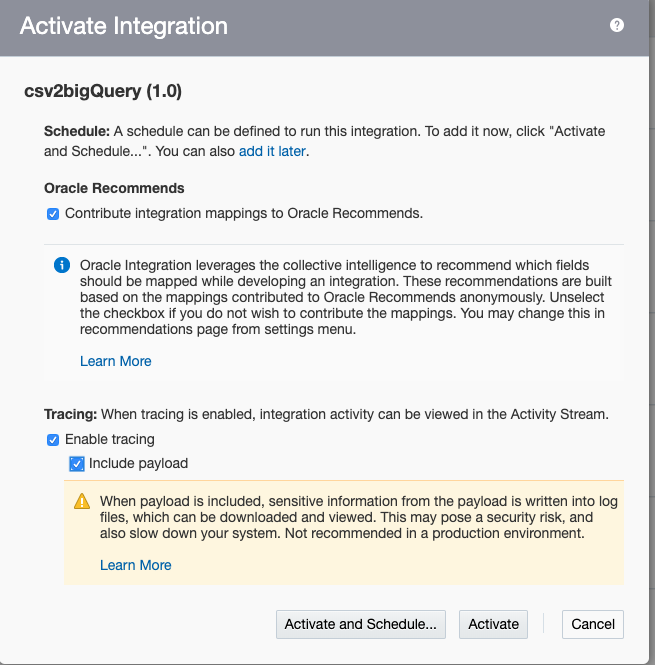 Activate Integration
?
csv2bigQuery (1.0)
Schedule: A schedule can be defined to run this integration. To add it now, click "Activate
and Schedule...". You can also add it later.
Oracle Recommends
Contribute integration mappings to Oracle Recommends.
Oracle Integration leverages the collective intelligence to recommend which fields
should be mapped while developing an integration. These recommendations are built
based on the mappings contributed to Oracle Recommends anonymously. Unselect
the checkbox if you do not wish to contribute the mappings. You may change this in
recommendations page from settings menu.
Learn More
Tracing: When tracing is enabled, integration activity can be viewed in the Activity Stream.
Enable tracing
Include payload
When payload is included, sensitive information from the payload is written into log
files, which can be downloaded and viewed. This may pose a security risk, and
also slow down your system. Not recommended in a production environment.
Learn More
Activate and Schedule... Activate Cancel